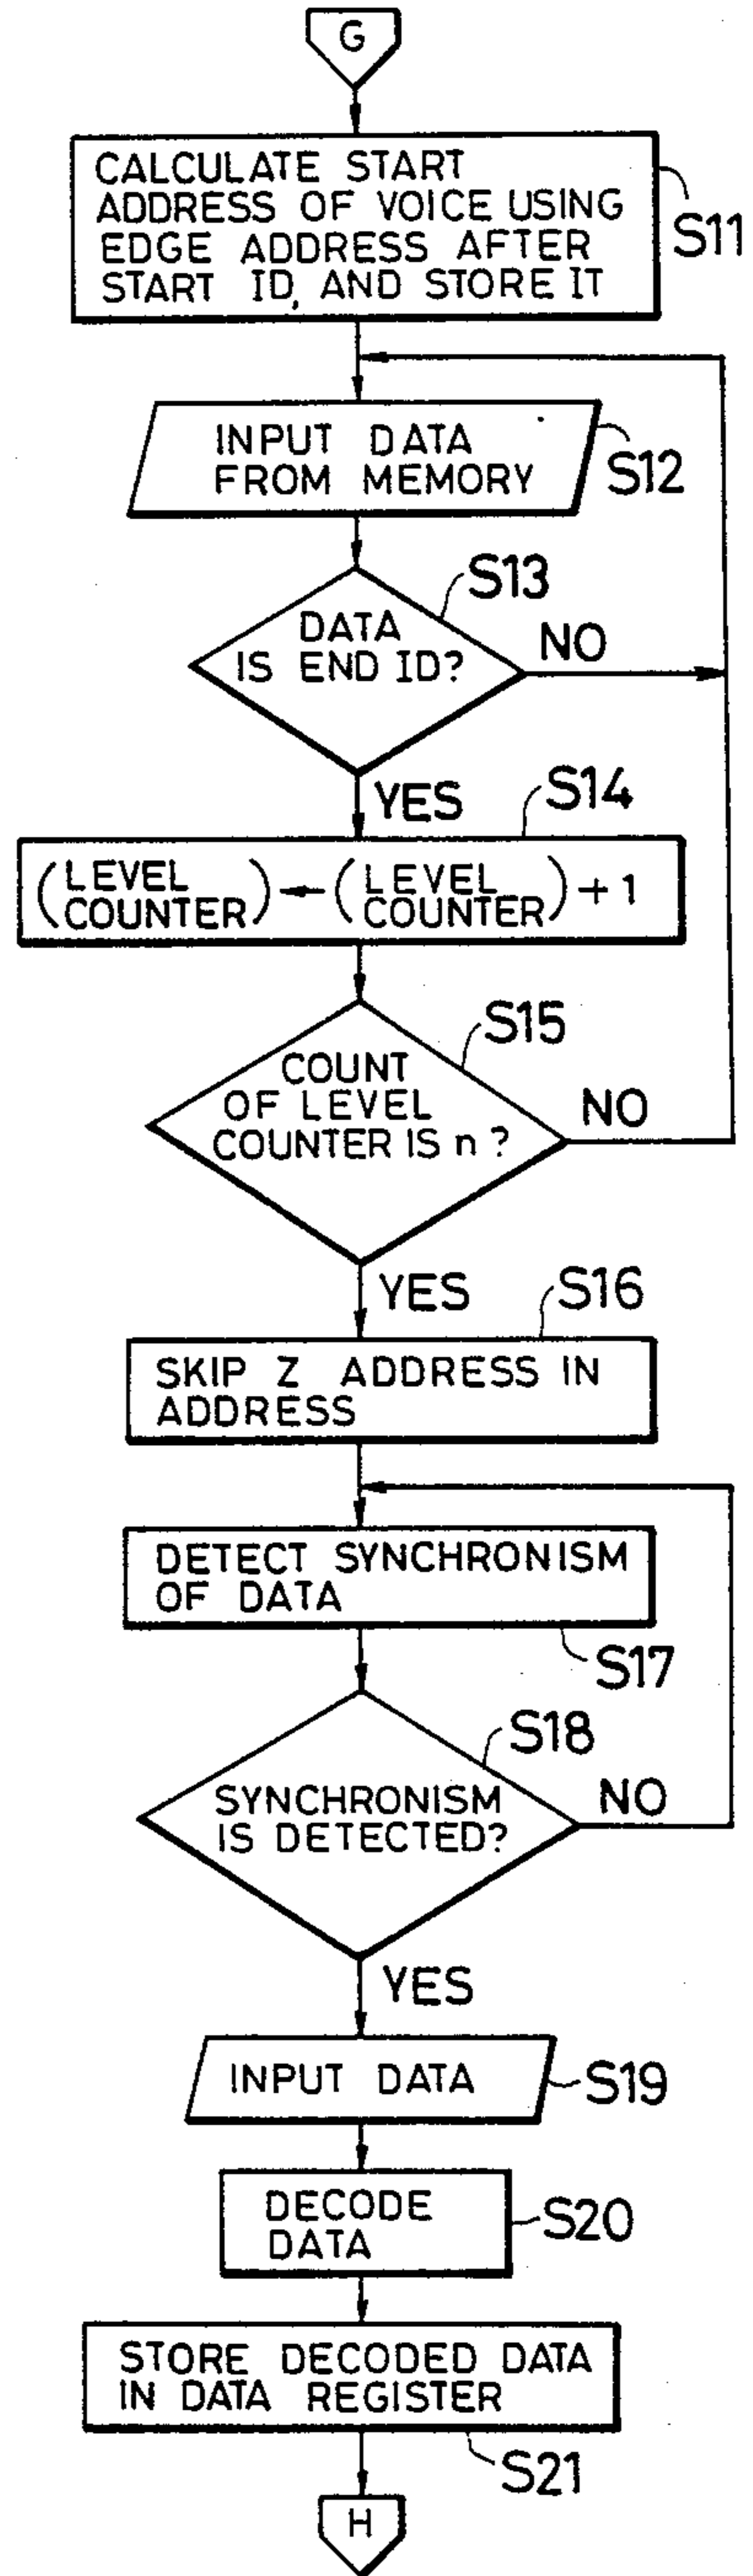 G
CALCULATE START
ADDRESS OF VOICE USING
EDGE ADDRESS AFTER
START ID, AND STORE IT
S11
INPUT DATA
FROM MEMORY
S12
S13
DATA
IS END ID?
NO
YES
S14
(LEVEL COUNTER) ← (LEVEL COUNTER) + 1
S15
COUNT
OF LEVEL
COUNTER IS n ?
NO
YES
S16
SKIP Z ADDRESS IN
ADDRESS
DETECT SYNCHRONISM
OF DATA
S17
S18
SYNCHRONISM
IS DETECTED?
NO
YES
INPUT DATA
S19
DECODE
DATA
S20
STORE DECODED DATA
IN DATA REGISTER
S21
H